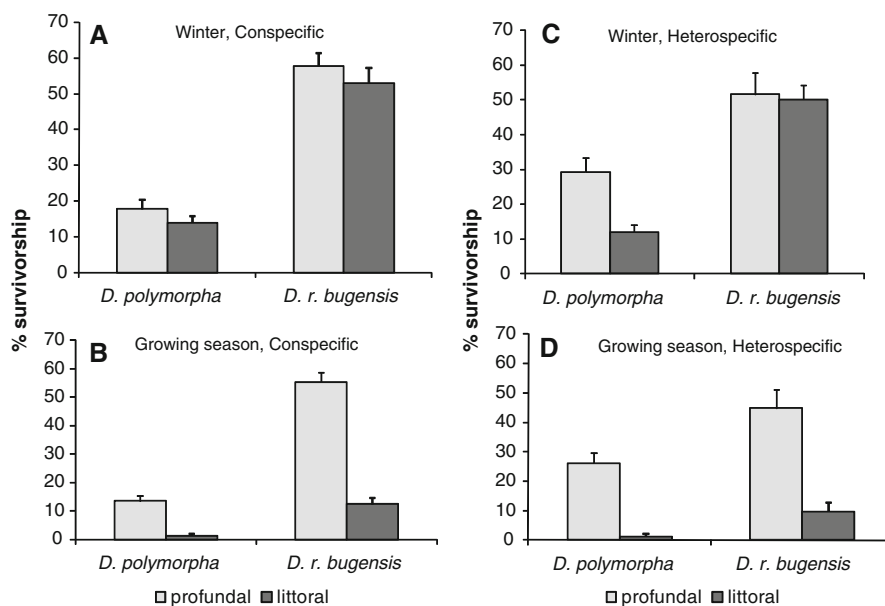 A
Winter, Conspecific
70
60
50
40
30
20
10
0
D. polymorpha
D. r. bugensis
% survivorship
B
Growing season, Conspecific
70
60
50
40
30
20
10
0
D. polymorpha
D. r. bugensis
profundal
littoral
C
Winter, Heterospecific
70
60
50
40
30
20
10
0
D. polymorpha
D. r. bugensis
% survivorship
D
Growing season, Heterospecific
70
60
50
40
30
20
10
0
D. polymorpha
D. r. bugensis
profundal
littoral